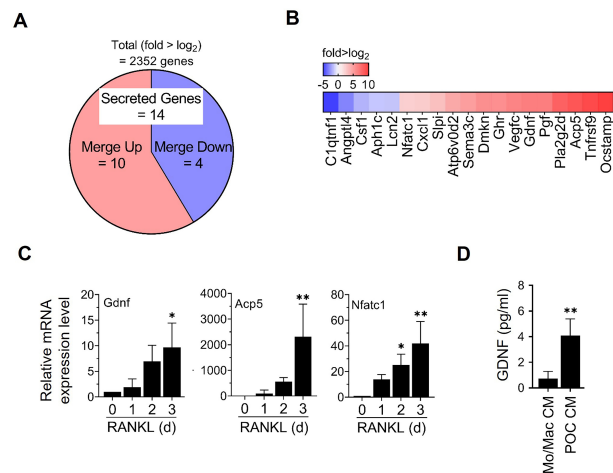 A
Total (fold > log2)
= 2352 genes
Secreted Genes
= 14
Merge Up
= 10
Merge Down
= 4
B
fold>log2
-5 0 5 10
C1qtnf1
Angptl4
Csf1
Aph1c
Lcn2
Nfatc1
Cxcl1
Slpi
Atp6v0d2
Sema3c
Dmkn
Ghr
Vegfc
Gdnf
Pgf
Pla2g2d
Acp5
Tnfrsf9
Ocstamp
C
Relative mRNA
expression level
Gdnf
20
15
10
5
0
*
0 1 2 3
RANKL (d)
Acp5
4000
3000
2000
1000
0
**
0 1 2 3
RANKL (d)
Nfatc1
80
60
40
20
0
*
**
0 1 2 3
RANKL (d)
D
GDNF (pg/ml)
8
6
4
2
0
**
Mo/Mac CM
POC CM